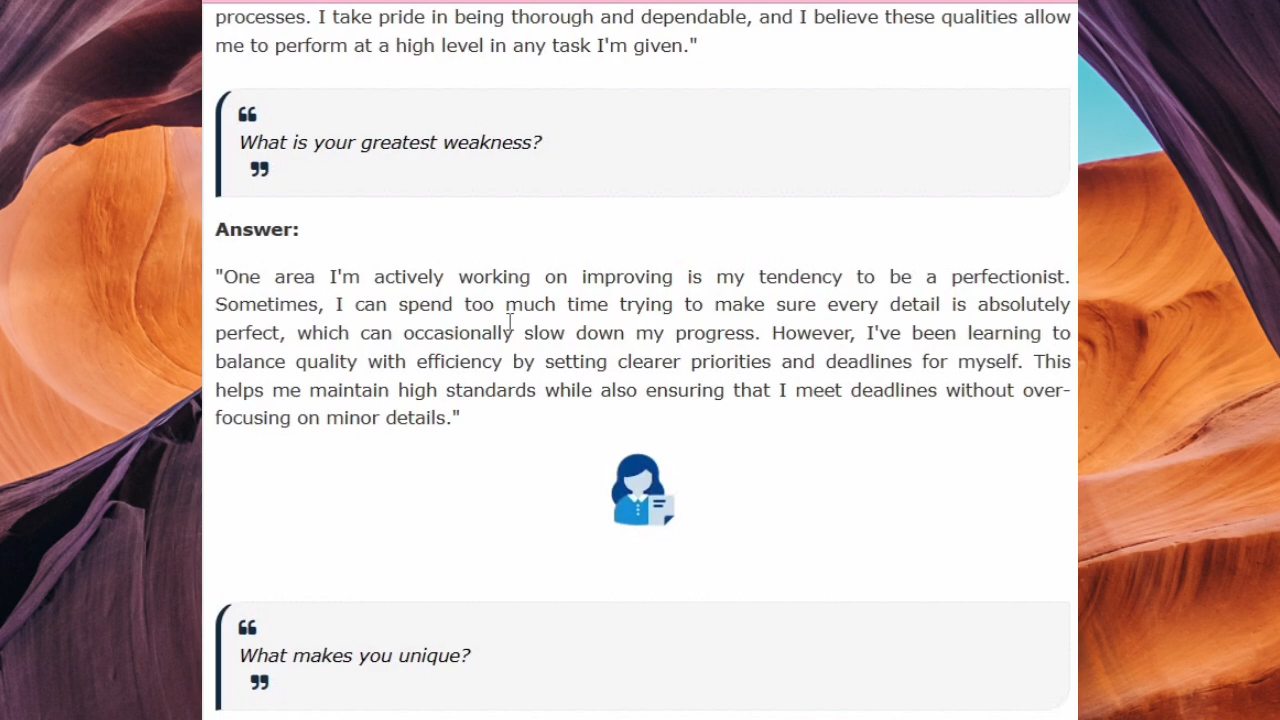 processes. I take pride in being thorough and dependable, and I believe these qualities allow
me to perform at a high level in any task I'm given."
❝
What is your greatest weakness?
❞
Answer:
"One area I'm actively working on improving is my tendency to be a perfectionist.
Sometimes, I can spend too much time trying to make sure every detail is absolutely
perfect, which can occasionally slow down my progress. However, I've been learning to
balance quality with efficiency by setting clearer priorities and deadlines for myself. This
helps me maintain high standards while also ensuring that I meet deadlines without over-
focusing on minor details."
❝
What makes you unique?
❞